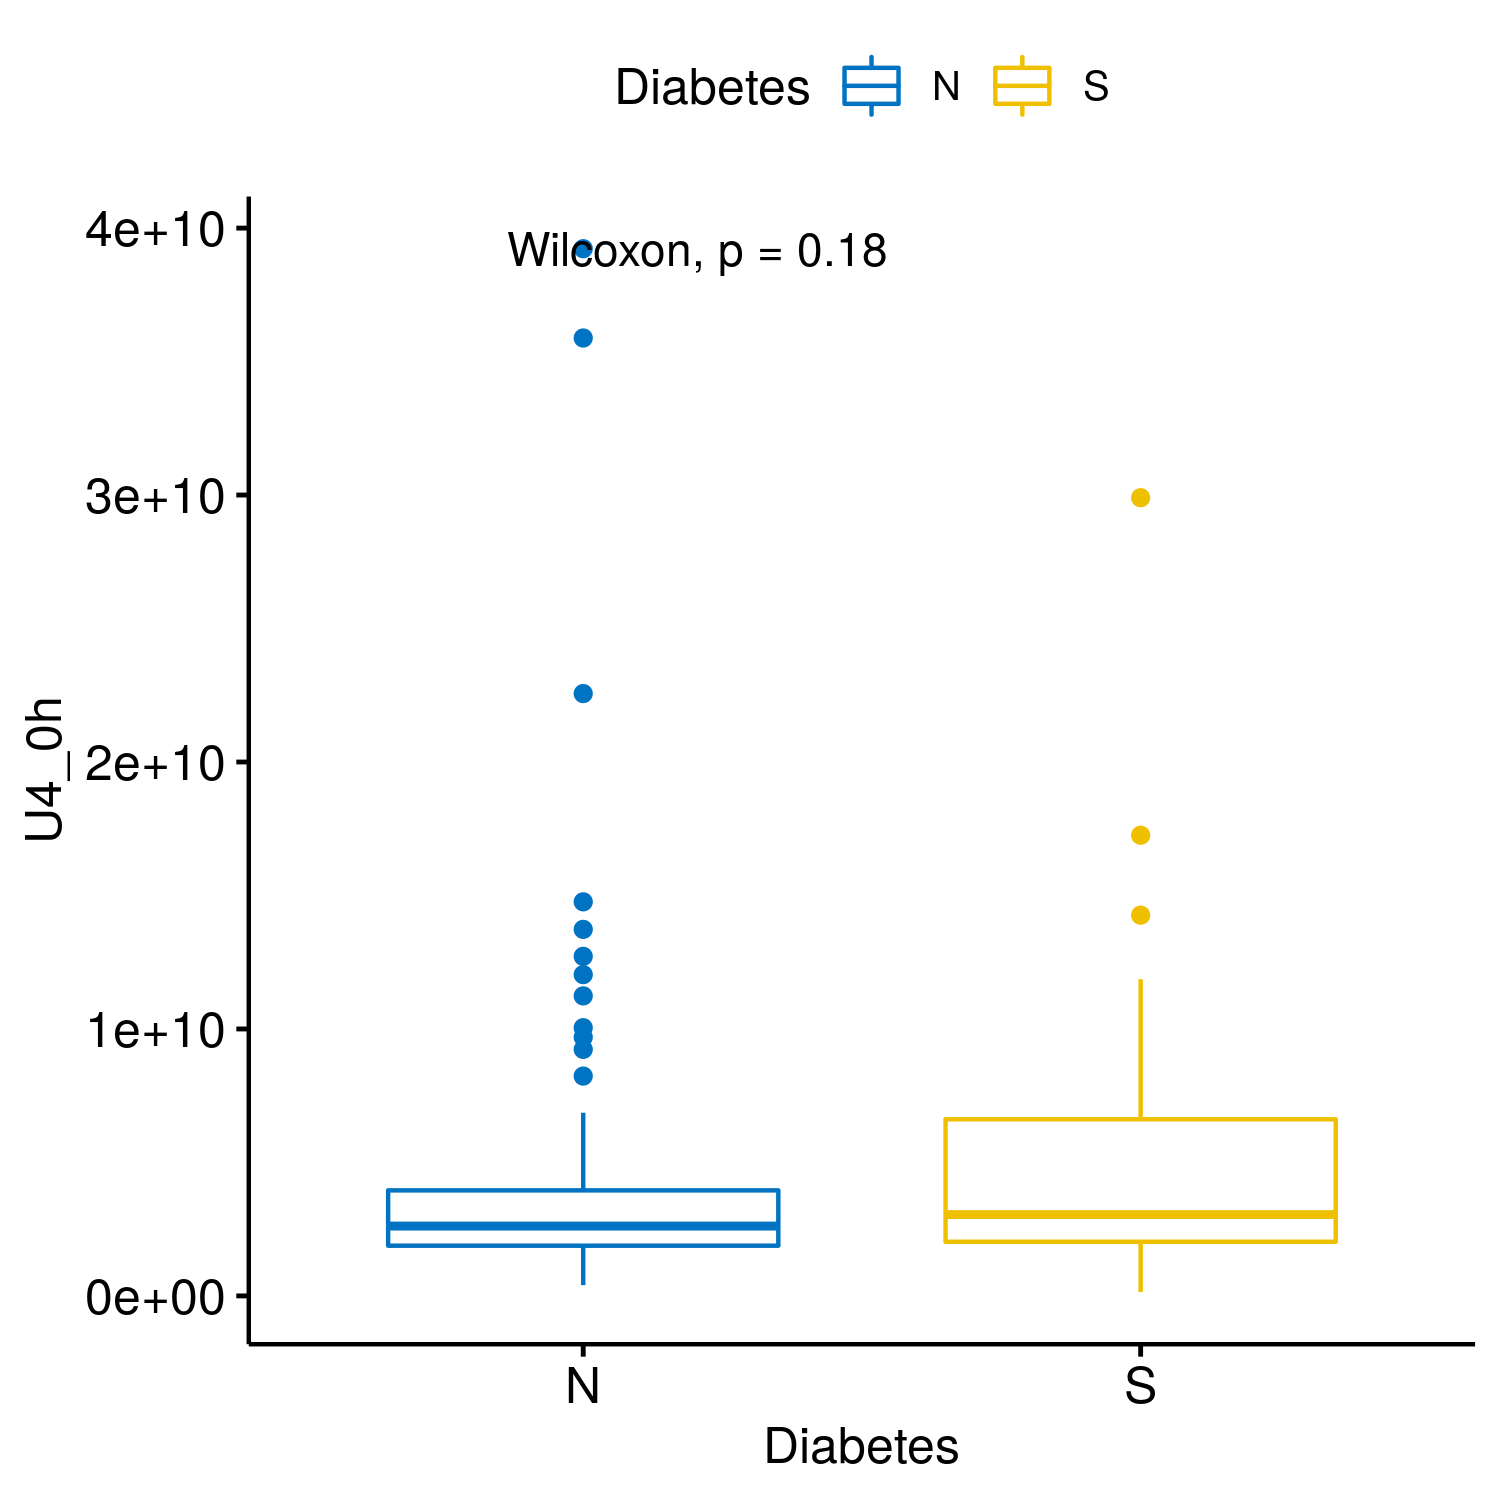 Diabetes N S
Wilcoxon, p = 0.18
4e+10
3e+10
2e+10
1e+10
0e+00
U4_0h
N S
Diabetes